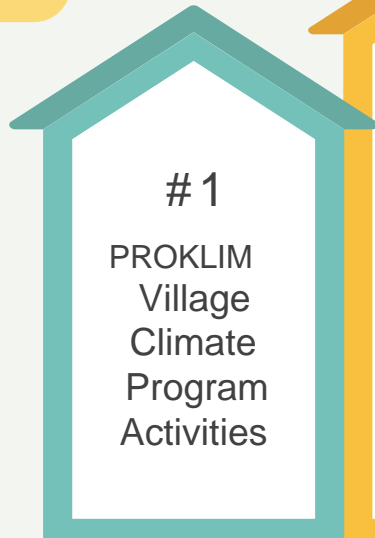 #1
PROKLIM
Village
Climate
Program
Activities